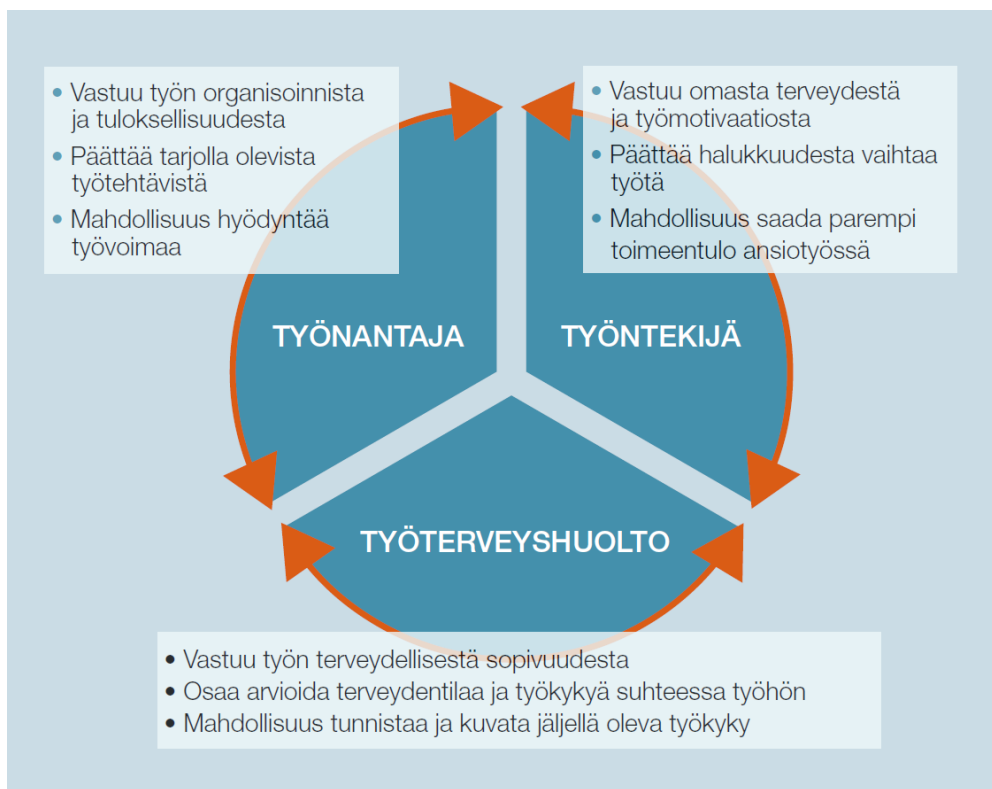 • Vastuu työn organisoinnista
ja tuloksellisuudesta
• Päättää tarjolla olevista
työtehtävistä
• Mahdollisuus hyödyntää
työvoimaa
• Vastuu omasta terveydestä
ja työmotivaatiosta
• Päättää halukkuudesta vaihtaa
työtä
• Mahdollisuus saada parempi
toimeentulo ansiotyössä
TYÖNANTAJA
TYÖNTEKIJÄ
TYÖTERVEYSHUOLTO
• Vastuu työn terveydellisestä sopivuudesta
• Osaa arvioida terveydentilaa ja työkykyä suhteessa työhön
• Mahdollisuus tunnistaa ja kuvata jäljellä oleva työkyky